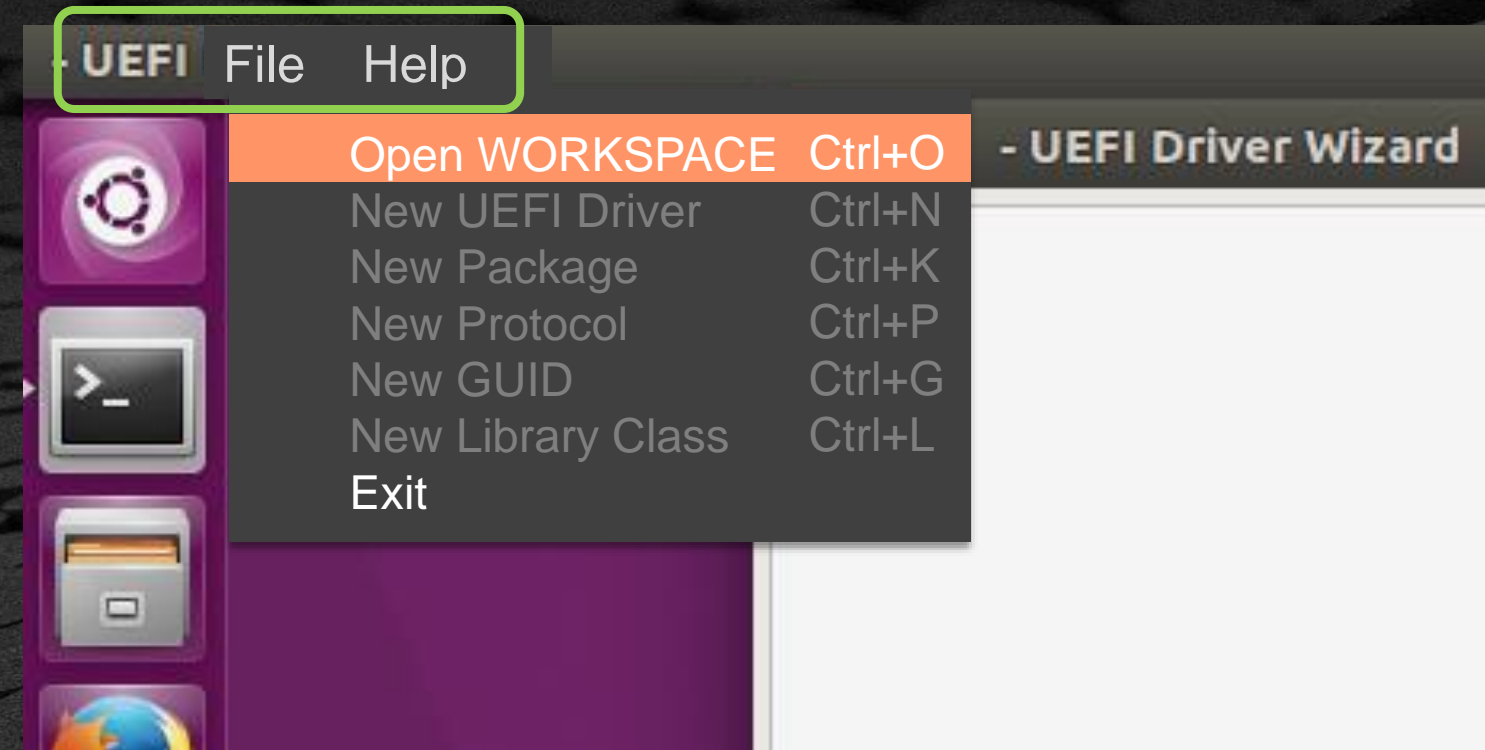 - UEFI File Help
- UEFI Driver Wizard
Open WORKSPACE Ctrl+O
New UEFI Driver Ctrl+N
New Package Ctrl+K
New Protocol Ctrl+P
New GUID Ctrl+G
New Library Class Ctrl+L
Exit
>_